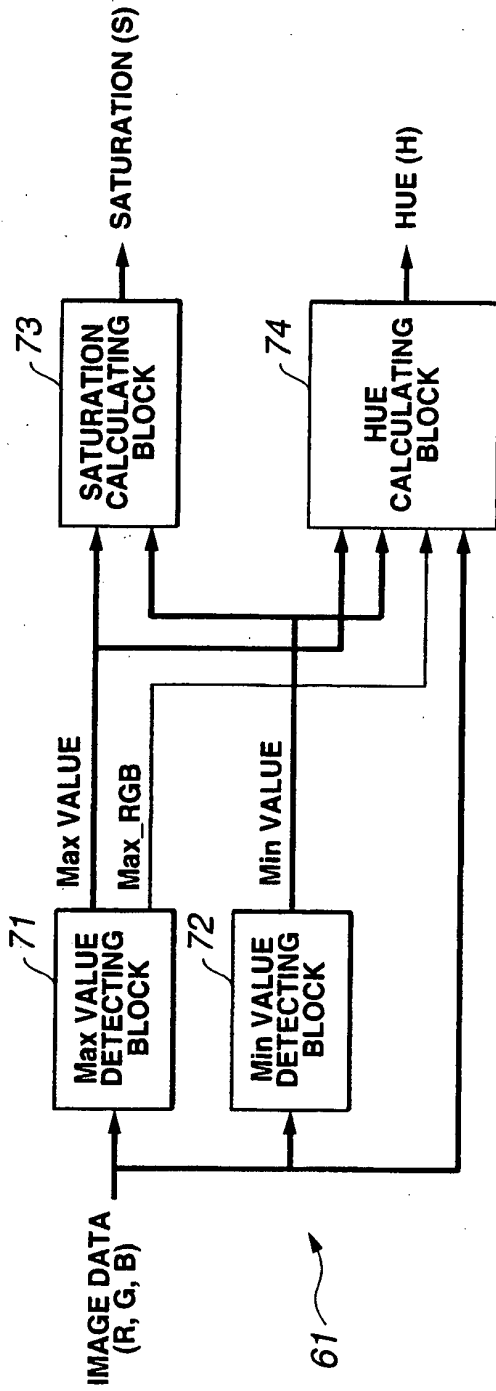 IMAGE DATA
(R, G, B)
71
Max VALUE
DETECTING
BLOCK
72
Min VALUE
DETECTING
BLOCK
Max VALUE
Max_RGB
Min VALUE
73
SATURATION
CALCULATING
BLOCK
SATURATION (S)
74
HUE
CALCULATING
BLOCK
HUE (H)
61